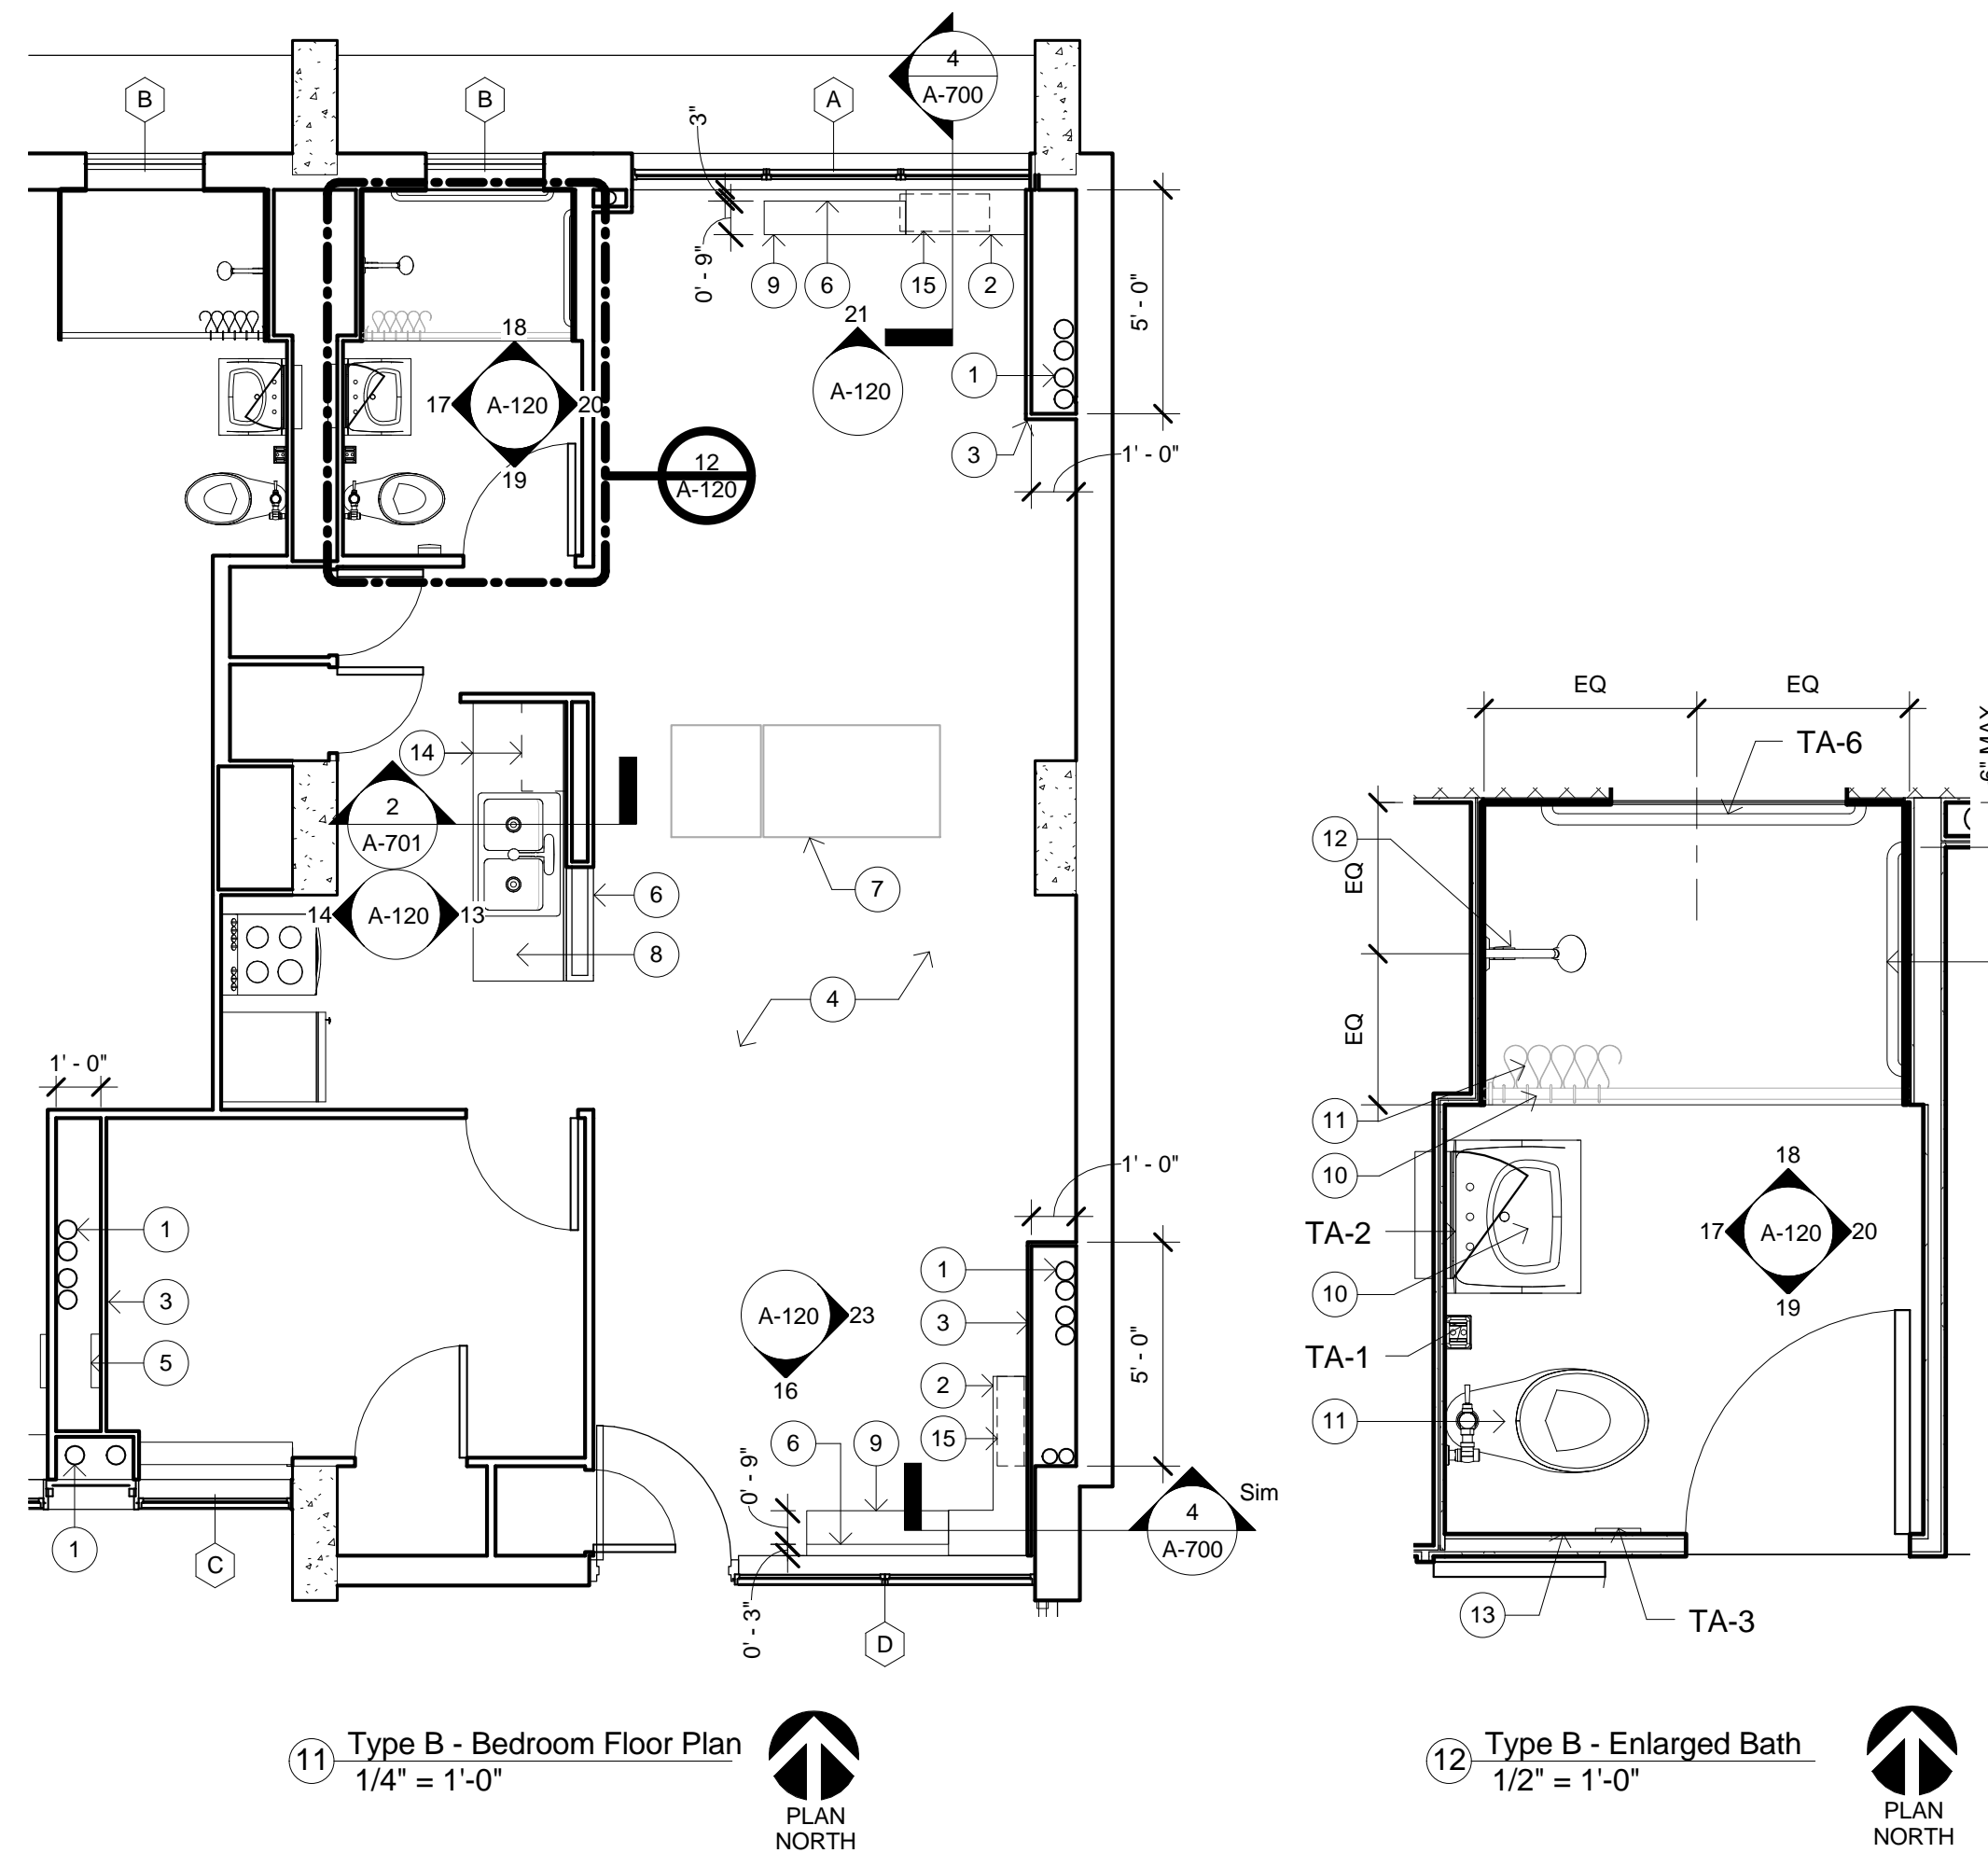 B
B
A
4
A-700
3"
0' - 9"
9
6
15
2
5' - 0"
21
A-120
1
3
1' - 0"
18
17
A-120
20
19
12
A-120
14
2
A-701
14
A-120
13
6
8
7
4
1' - 0"
1
3
5
1
C
1' - 0"
1
3
A-120
23
16
2
15
5' - 0"
6
9
0' - 9"
0' - 3"
4
A-700
Sim
D
11
Type B - Bedroom Floor Plan
1/4" = 1'-0"
PLAN
NORTH
EQ
EQ
6" MAX
TA-6
12
EQ
EQ
11
10
TA-2
10
TA-1
11
18
17
A-120
20
19
13
TA-3
12
Type B - Enlarged Bath
1/2" = 1'-0"
PLAN
NORTH